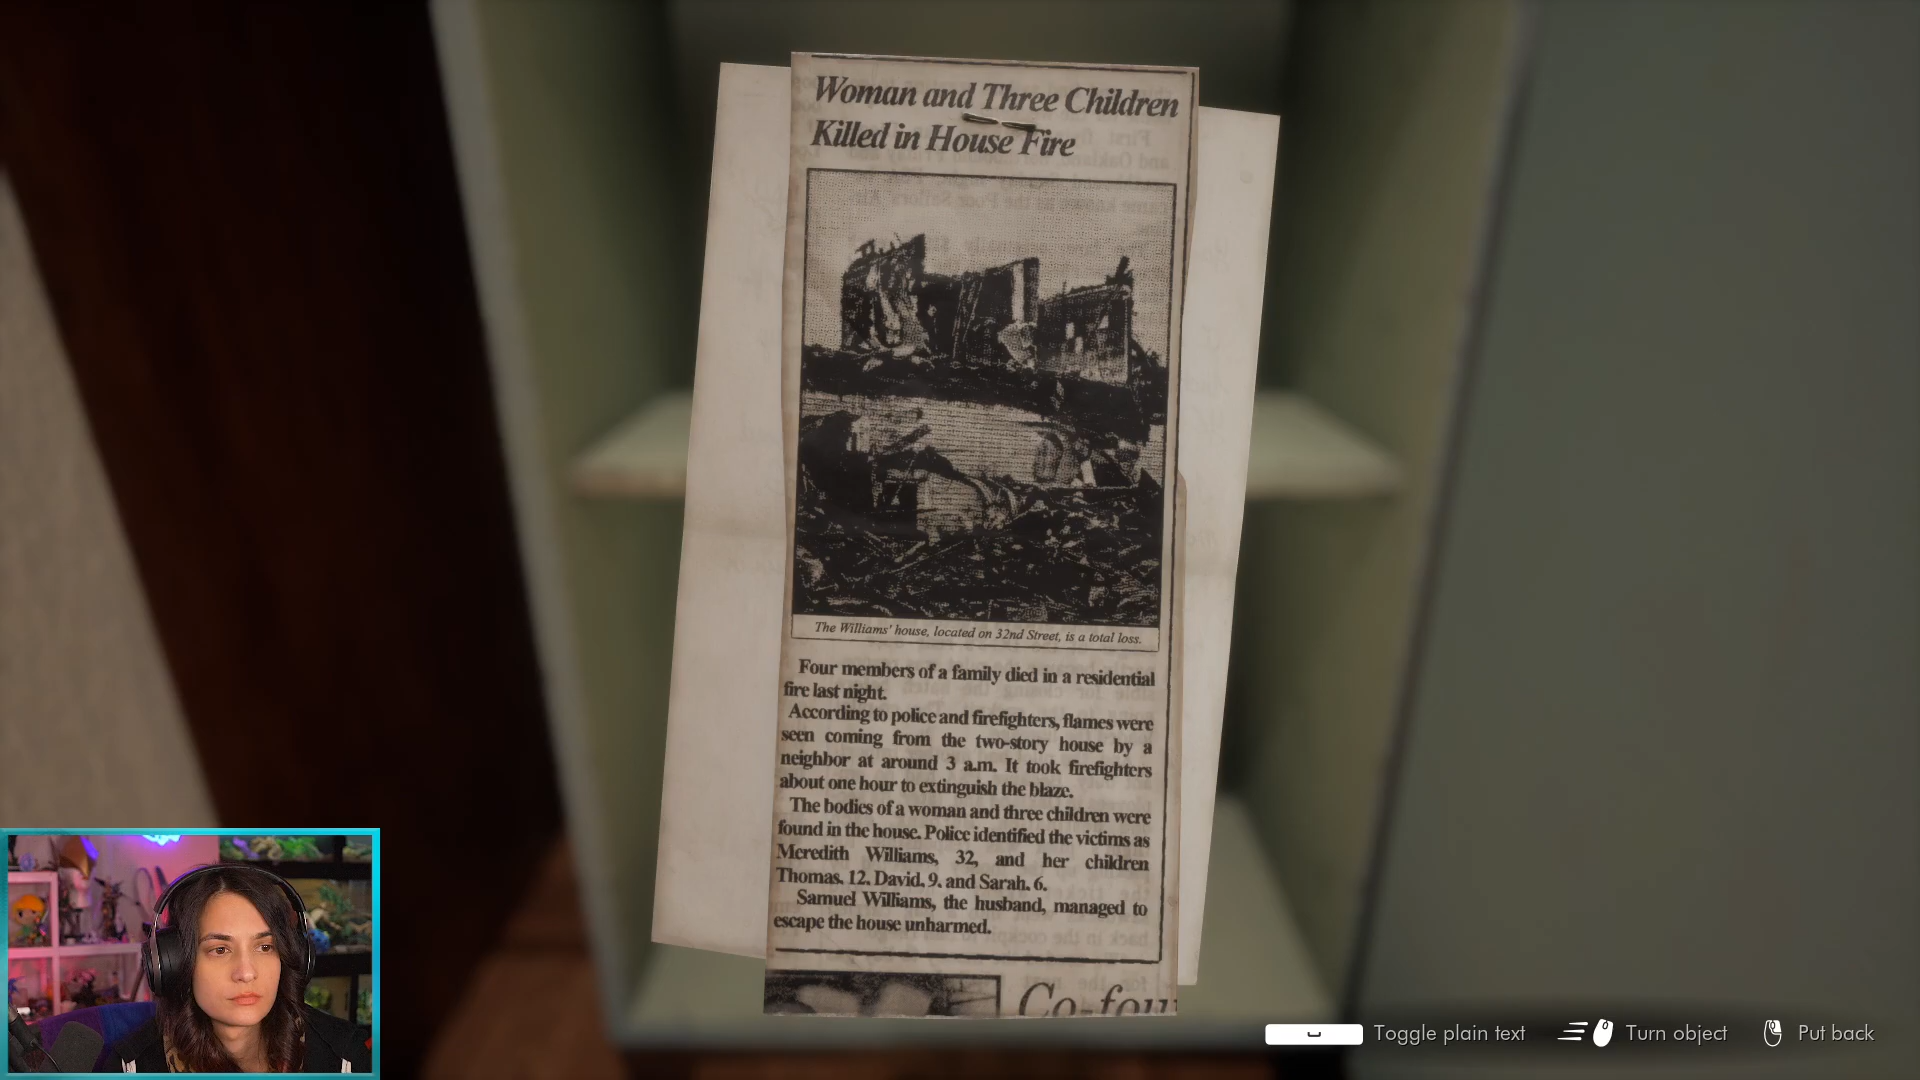 Woman and Three Children
Killed in House Fire
The Williams' house, located on 32nd Street, is a total loss.
Four members of a family died in a residential
fire last night.
According to police and firefighters, flames were
seen coming from the two-story house by a
neighbor at around 3 a.m. It took firefighters
about one hour to extinguish the blaze.
The bodies of a woman and three children were
found in the house. Police identified the victims as
Meredith Williams, 32, and her children
Thomas, 12, David, 9, and Sarah, 6.
Samuel Williams, the husband, managed to
escape the house unharmed.
Toggle plain text
Turn object
Put back